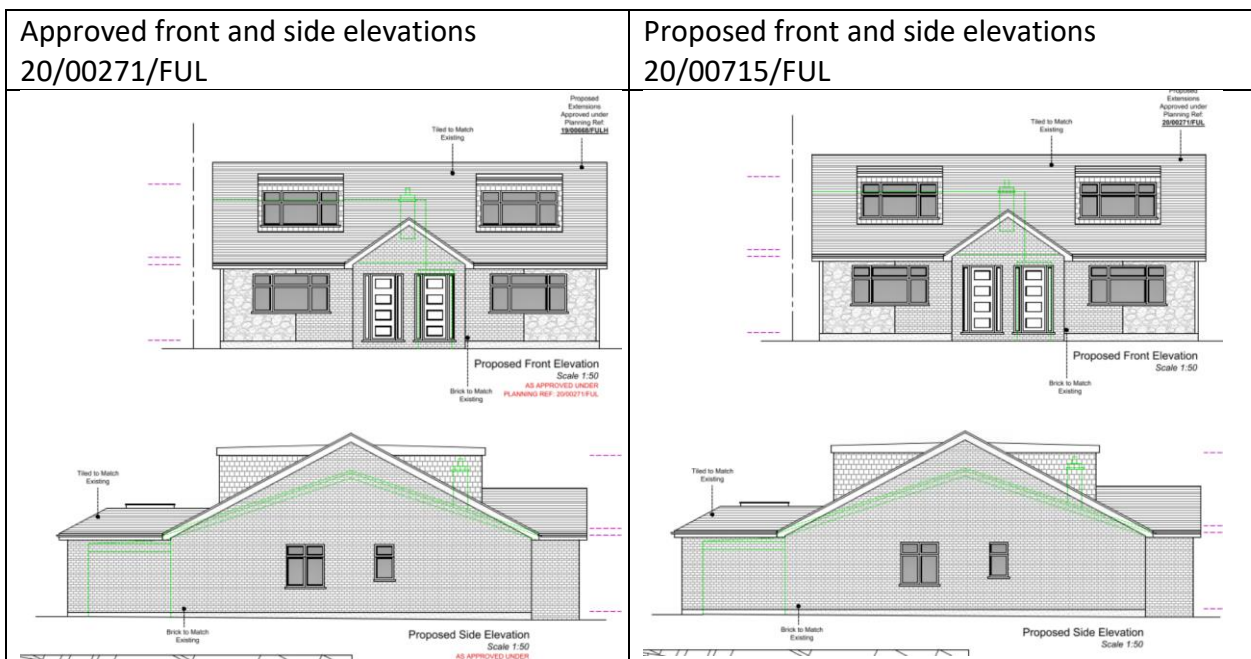 Approved front and side elevations
20/00271/FUL
Proposed
Extensions
Approved under
Planning Ref:
19/00668/FULH
Tiled to Match
Existing
Proposed Front Elevation
Scale 1:50
AS APPROVED UNDER
PLANNING REF: 20/00271/FUL
Brick to Match
Existing
Tiled to Match
Existing
Brick to Match
Existing
Proposed Side Elevation
Scale 1:50
AS APPROVED UNDER
Proposed front and side elevations
20/00715/FUL
Proposed
Extensions
Approved under
Planning Ref:
20/00271/FUL
Tiled to Match
Existing
Proposed Front Elevation
Scale 1:50
Brick to Match
Existing
Tiled to Match
Existing
Brick to Match
Existing
Proposed Side Elevation
Scale 1:50